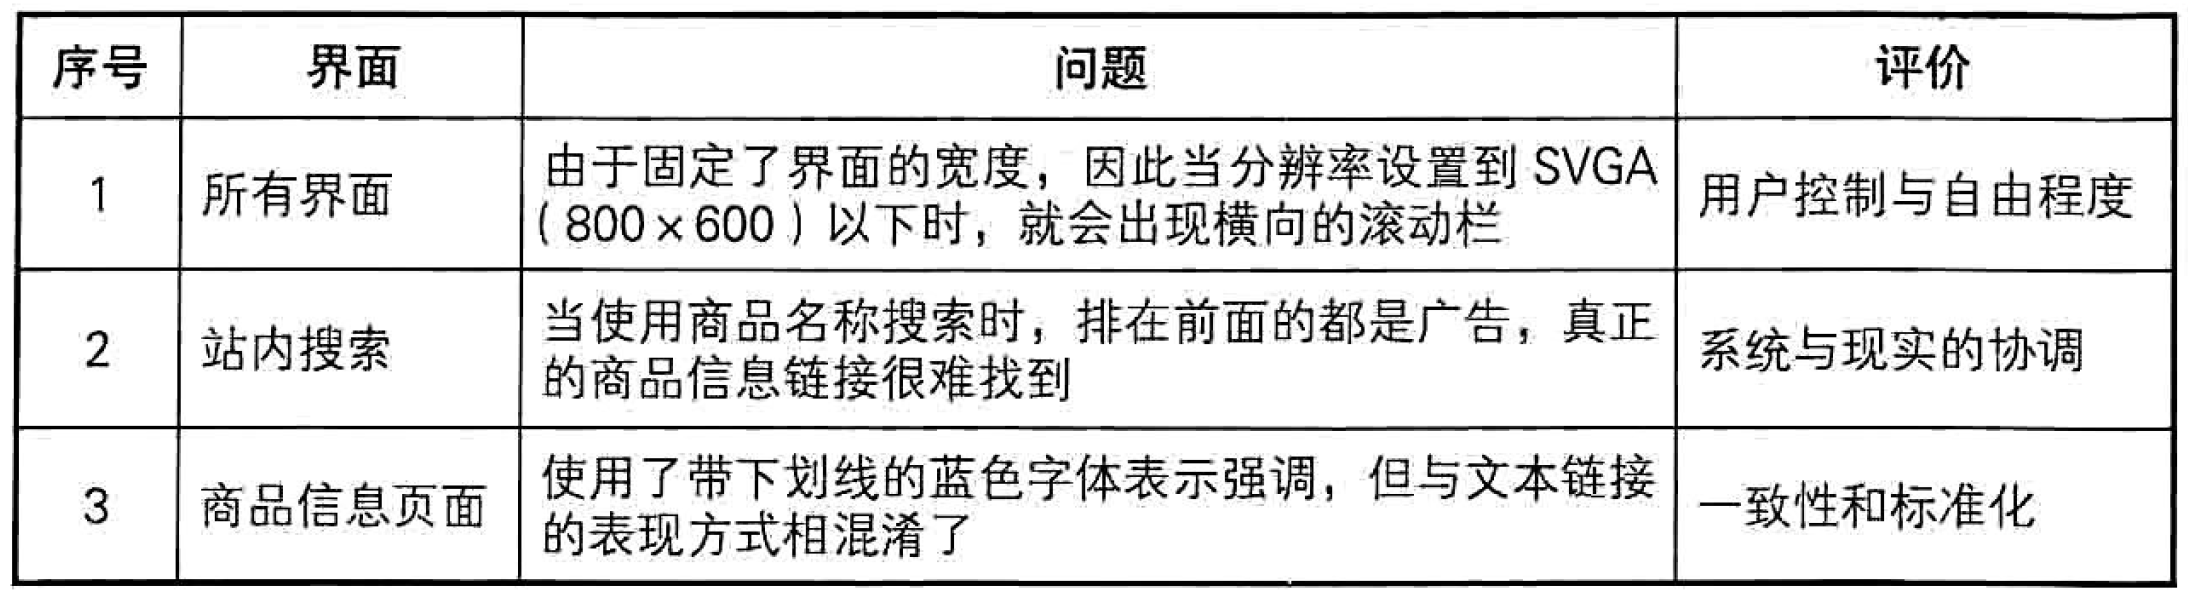 序号 界面 问题 评价
1 所有界面 由于固定了界面的宽度，因此当分辨率设置到 SVGA
（800×600）以下时，就会出现横向的滚动栏 用户控制与自由程度
2 站内搜索 当使用商品名称搜索时，排在前面的都是广告，真正
的商品信息链接很难找到 系统与现实的协调
3 商品信息页面 使用了带下划线的蓝色字体表示强调，但与文本链接
的表现方式相混淆了 一致性和标准化